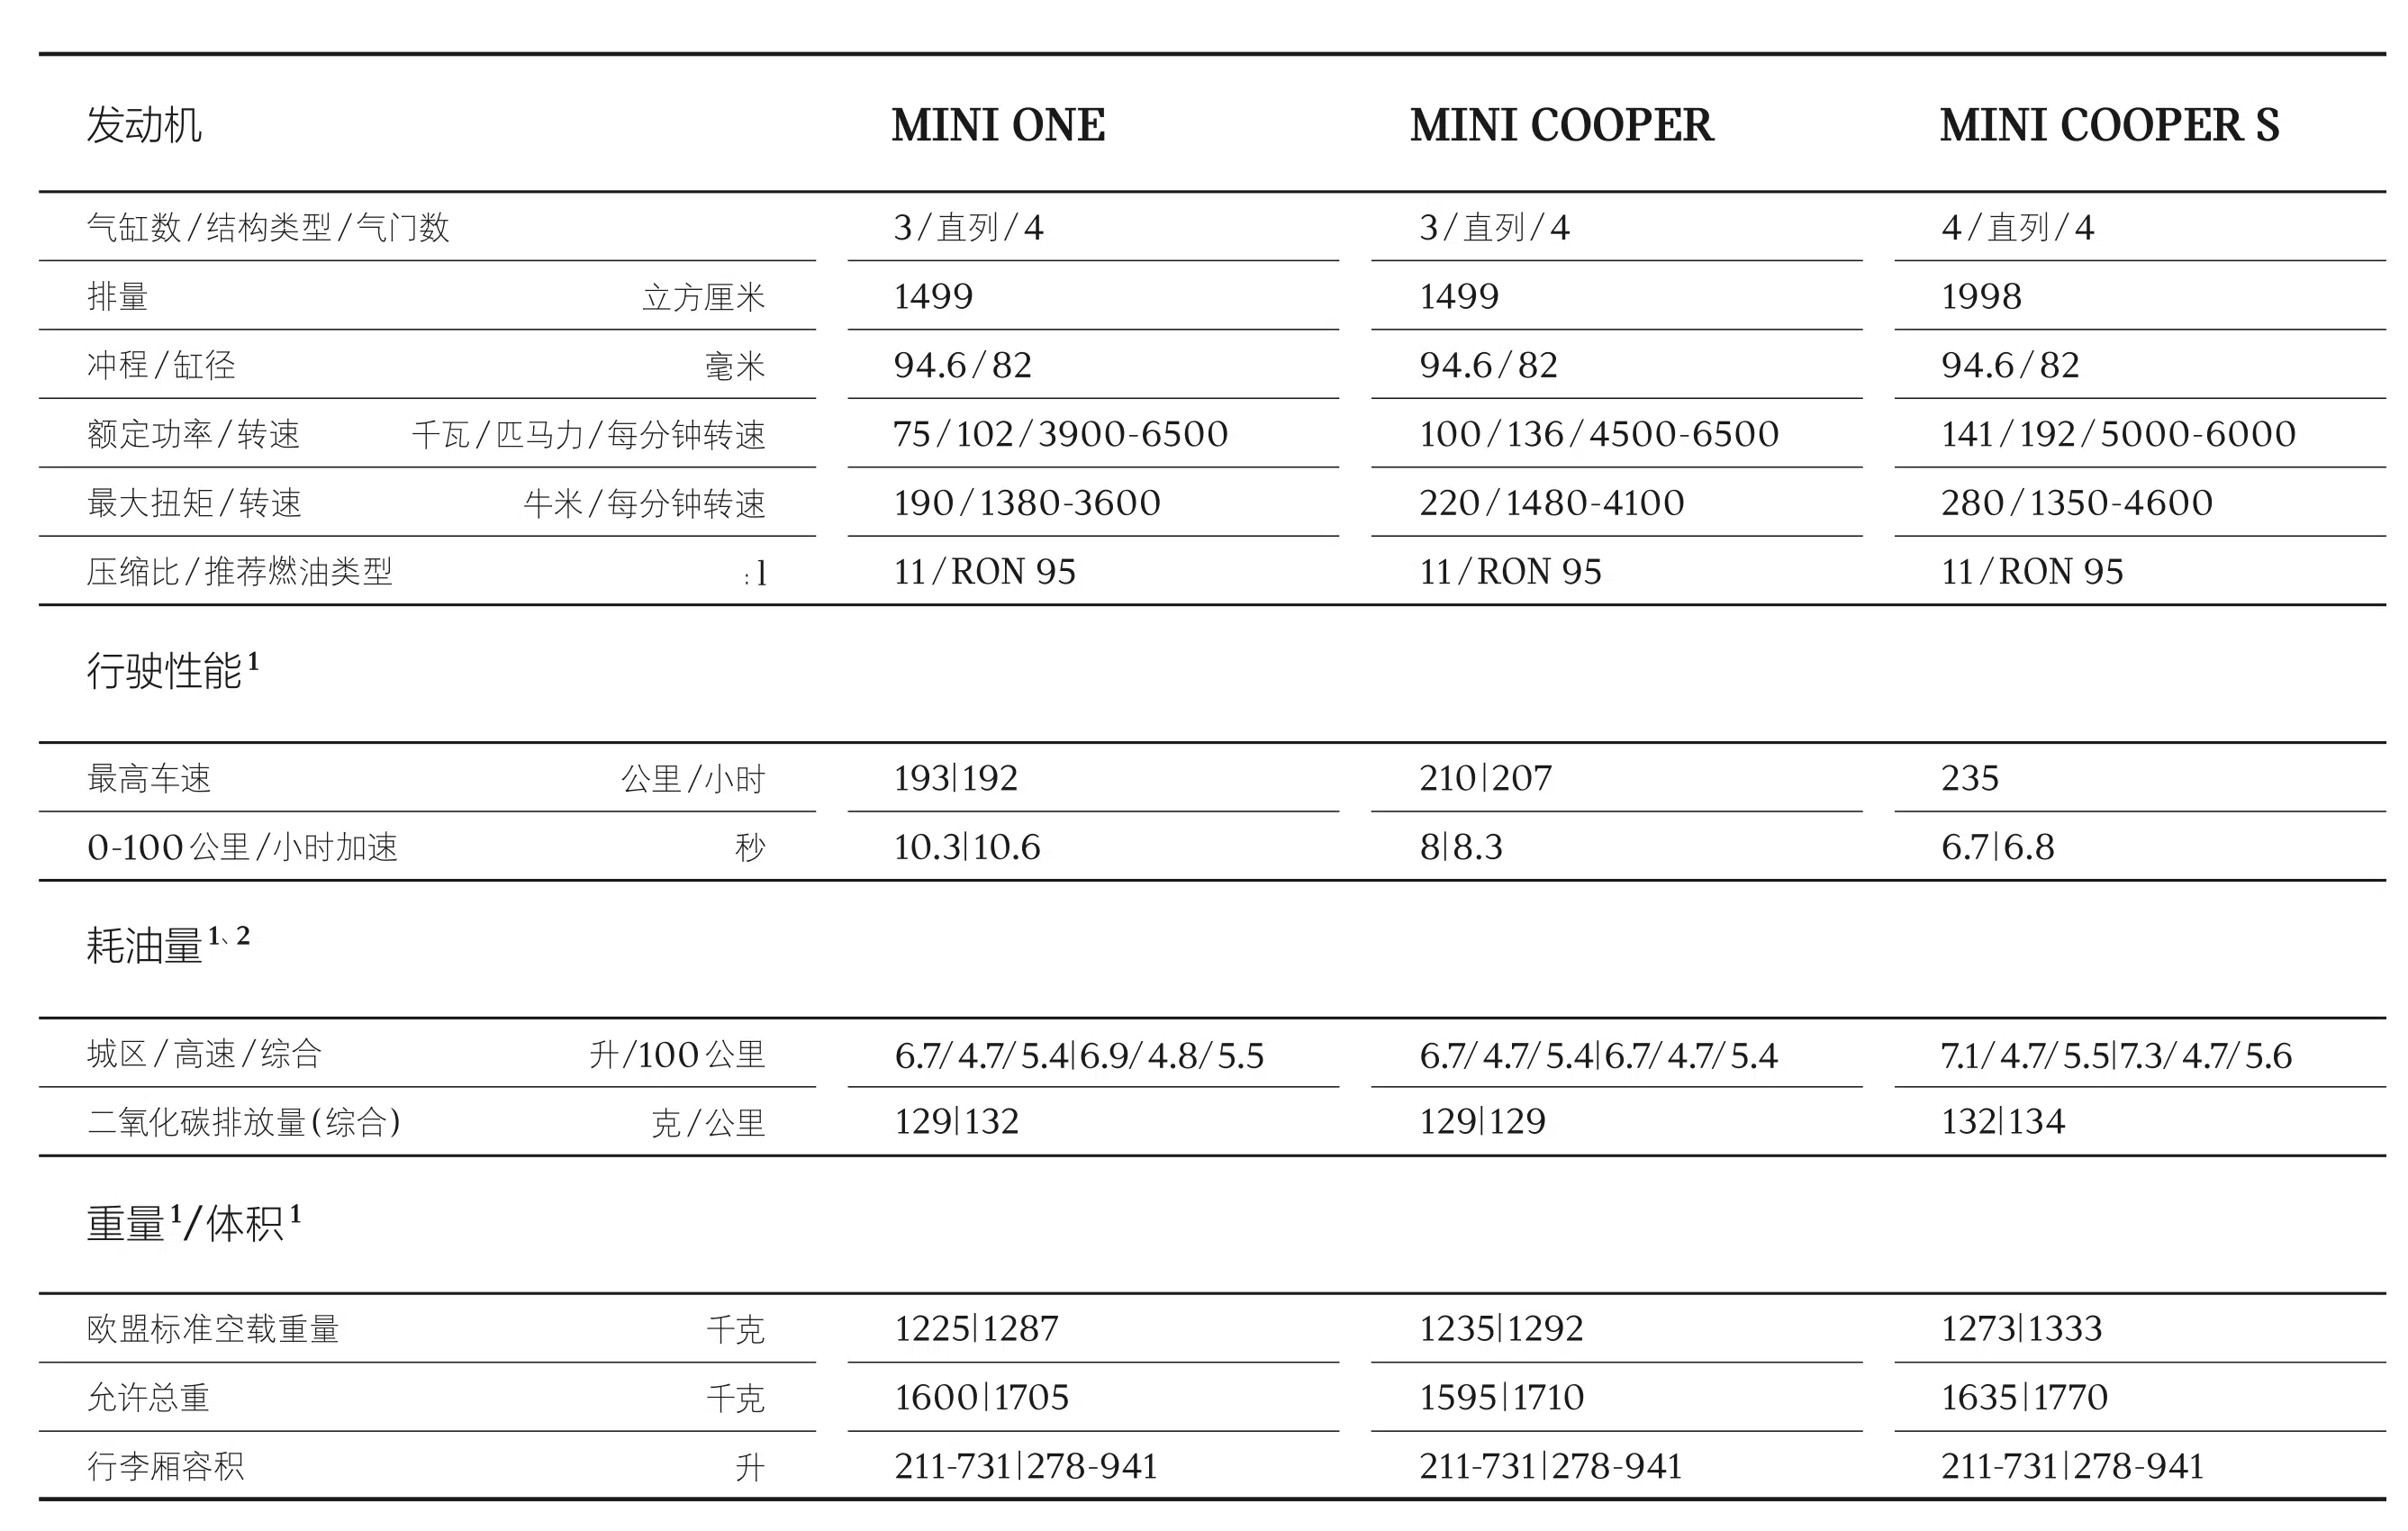 发动机 MINI ONE MINI COOPER MINI COOPER S
气缸数/结构类型/气门数 3/直列/4 3/直列/4 4/直列/4
排量 立方厘米 1499 1499 1998
冲程/缸径 毫米 94.6/82 94.6/82 94.6/82
额定功率/转速 千瓦/匹马力/每分钟转速 75/102/3900-6500 100/136/4500-6500 141/192/5000-6000
最大扭矩/转速 牛米/每分钟转速 190/1380-3600 220/1480-4100 280/1350-4600
压缩比/推荐燃油类型 :1 11/RON 95 11/RON 95 11/RON 95
行驶性能1
最高车速 公里/小时 193|192 210|207 235
0-100公里/小时加速 秒 10.3|10.6 8|8.3 6.7|6.8
耗油量1、2
城区/高速/综合 升/100公里 6.7/4.7/5.4|6.9/4.8/5.5 6.7/4.7/5.4|6.7/4.7/5.4 7.1/4.7/5.5|7.3/4.7/5.6
二氧化碳排放量(综合) 克/公里 129|132 129|129 132|134
重量1/体积1
欧盟标准空载重量 千克 1225|1287 1235|1292 1273|1333
允许总重 千克 1600|1705 1595|1710 1635|1770
行李厢容积 升 211-731|278-941 211-731|278-941 211-731|278-941